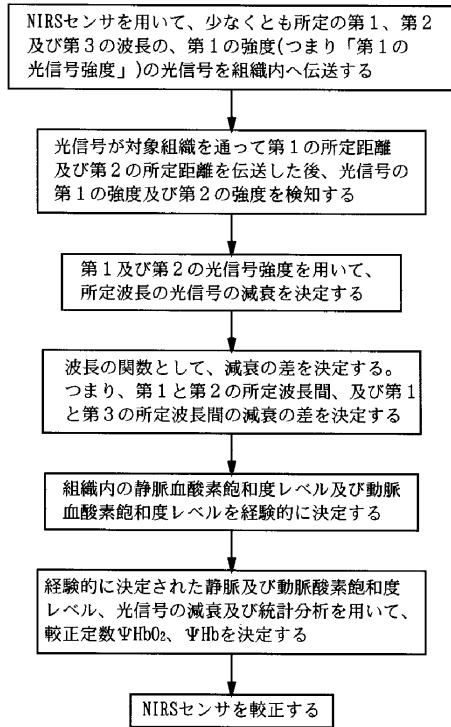 NIRSセンサを用いて、少なくとも所定の第1、第2
及び第3の波長の、第1の強度(つまり「第1の
光信号強度」)の光信号を組織内へ伝送する
光信号が対象組織を通って第1の所定距離
及び第2の所定距離を伝送した後、光信号の
第1の強度及び第2の強度を検知する
第1及び第2の光信号強度を用いて、
所定波長の光信号の減衰を決定する
波長の関数として、減衰の差を決定する。
つまり、第1と第2の所定波長間、及び第1
と第3の所定波長間の減衰の差を決定する
組織内の静脈血酸素飽和度レベル及び動脈
血酸素飽和度レベルを経験的に決定する
経験的に決定された静脈及び動脈酸素飽和度
レベル、光信号の減衰及び統計分析を用いて、
較正定数ΨHbO₂、ΨHbを決定する
NIRSセンサを較正する